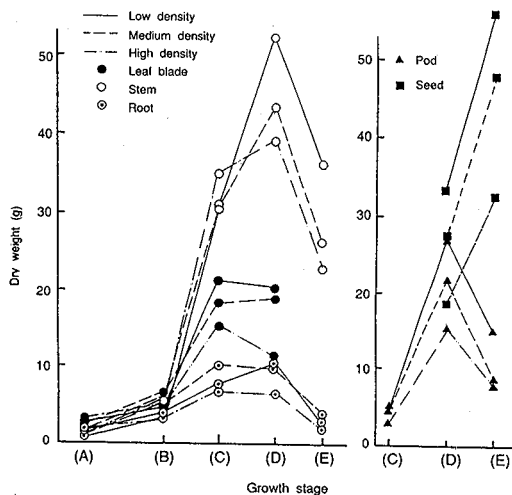 Low density
Medium density
High density
Leaf blade
Stem
Root
Pod
Seed
50
40
30
20
10
0
Dry weight (g)
50
40
30
20
10
0
(A) (B) (C) (D) (E)
(C) (D) (E)
Growth stage